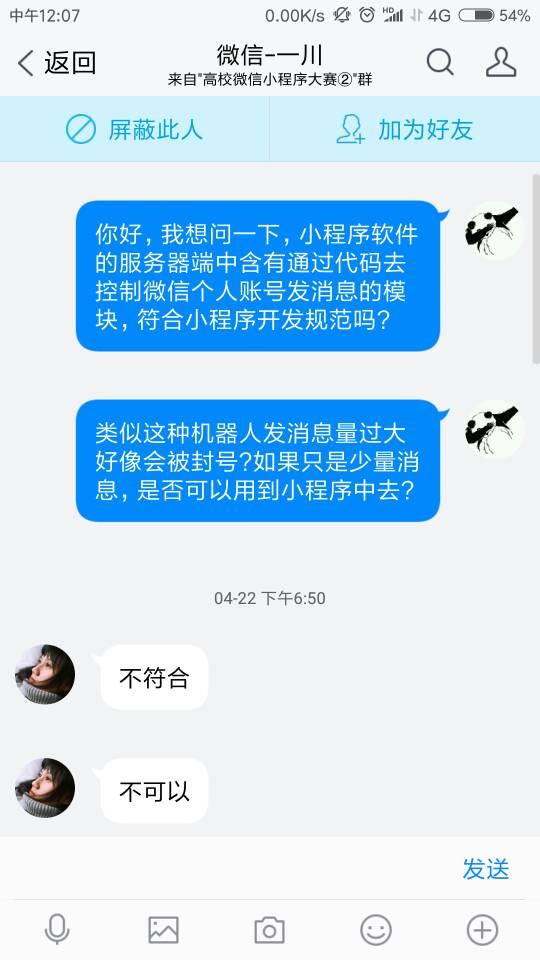 中午12:07
0.00K/s
HD
4G
54%
返回
微信-一川
来自"高校微信小程序大赛②"群
屏蔽此人
加为好友
你好，我想问一下，小程序软件
的服务器端中含有通过代码去
控制微信个人账号发消息的模
块，符合小程序开发规范吗?
类似这种机器人发消息量过大
好像会被封号?如果只是少量消
息，是否可以用到小程序中去?
04-22 下午6:50
不符合
不可以
发送